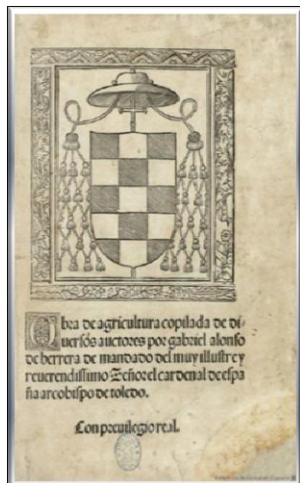 Obra de agricultura copilada de di-
uersos auctores por gabriel alonso
de herrera de mandado del muy illustre y
reuerendissimo Señor el cardenal de espa
ña arcobispo de toledo.
Con preuilegio real.